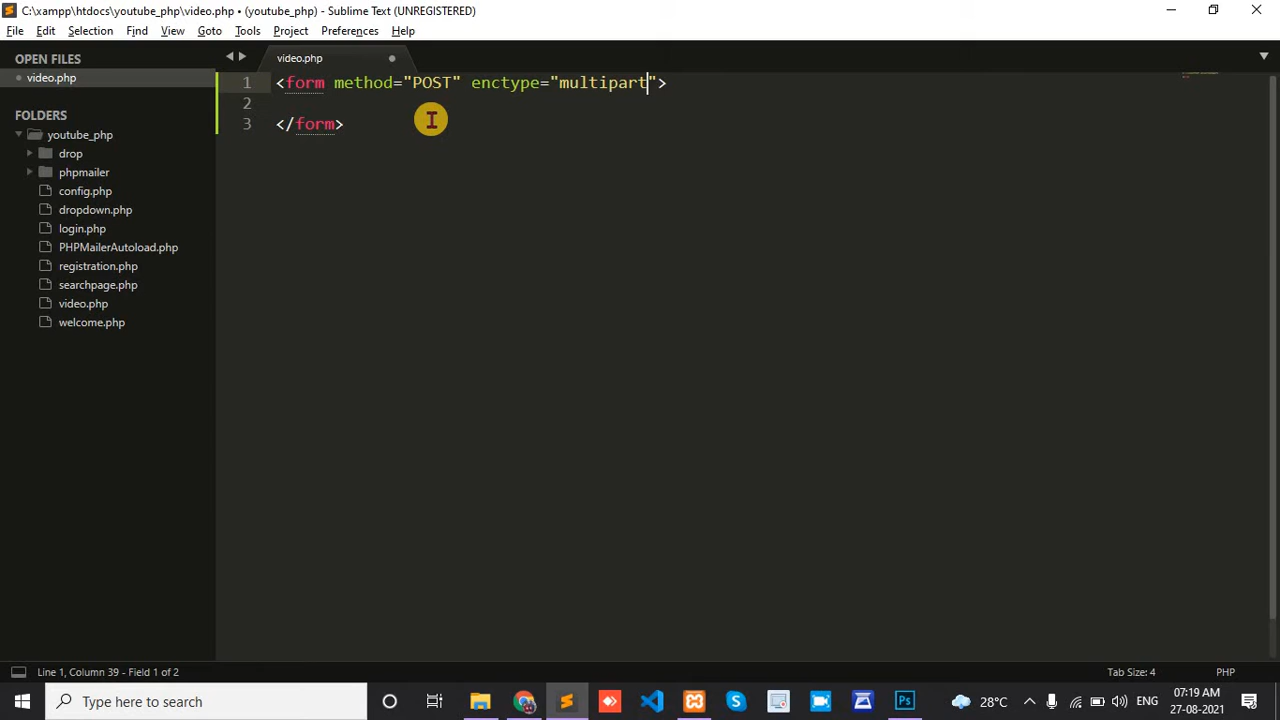 C:\xampp\htdocs\youtube_php\video.php • (youtube_php) - Sublime Text (UNREGISTERED)
File Edit Selection Find View Goto Tools Project Preferences Help
OPEN FILES
video.php
FOLDERS
youtube_php
drop
phpmailer
config.php
dropdown.php
login.php
PHPMailerAutoload.php
registration.php
searchpage.php
video.php
welcome.php
video.php
1 <form method="POST" enctype="multipart">
2
3 </form>
Line 1, Column 39 - Field 1 of 2
Tab Size: 4 PHP
Type here to search
28°C ENG 07:19 AM
27-08-2021